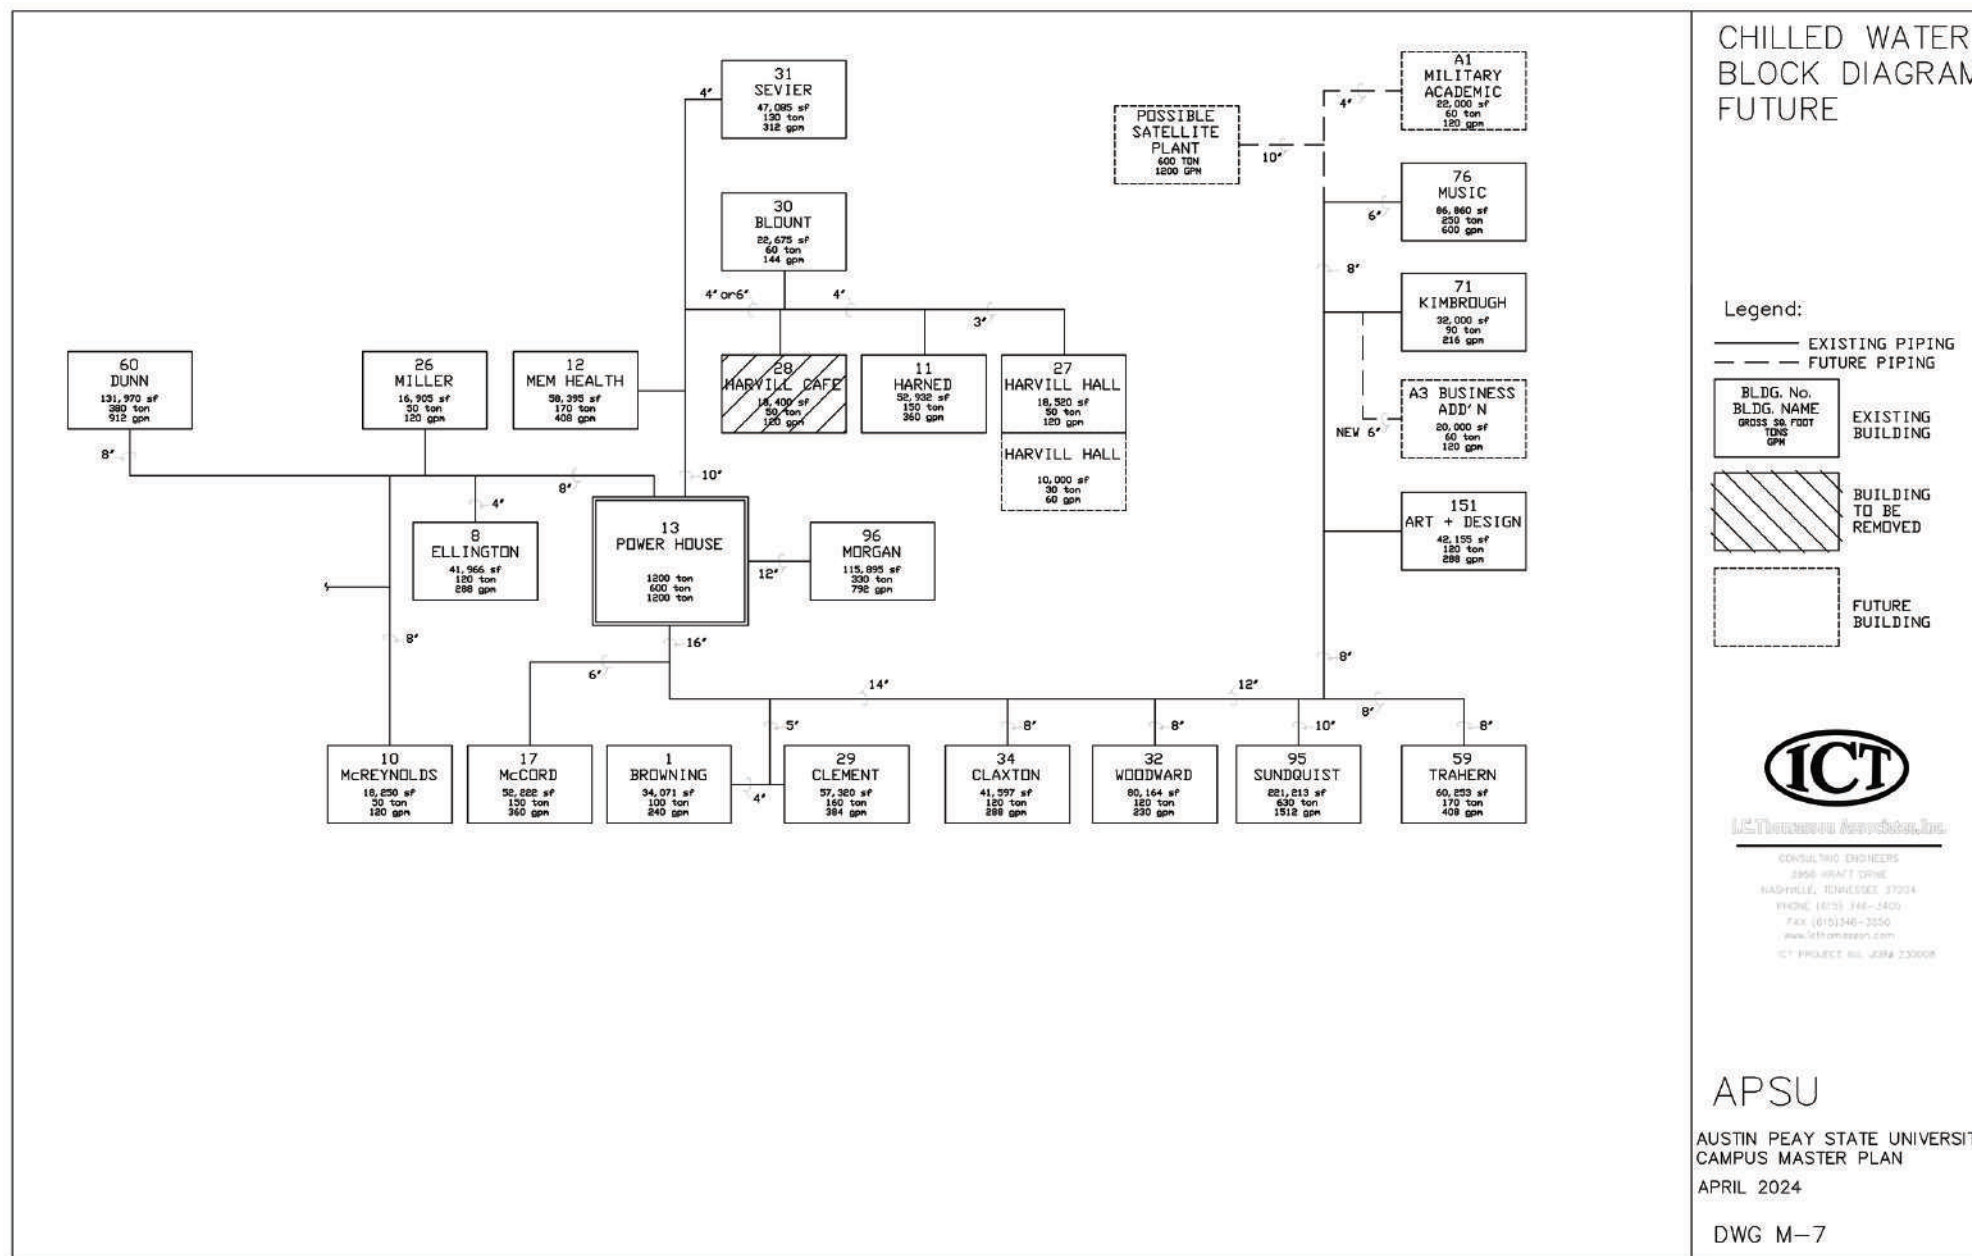 CHILLED WATER
BLOCK DIAGRAM
FUTURE
31
SEVIER
47,085 sf
130 ton
312 gpm
4"
A1
MILITARY
ACADEMIC
22,000 sf
60 ton
120 gpm
4"
POSSIBLE
SATELLITE
PLANT
600 TON
1200 GPM
10"
76
MUSIC
86,860 sf
250 ton
600 gpm
6"
8"
30
BLOUNT
22,675 sf
60 ton
144 gpm
4" or6"
4"
3"
71
KIMBROUGH
32,000 sf
90 ton
216 gpm
60
DUNN
131,970 sf
380 ton
912 gpm
8"
26
MILLER
16,905 sf
50 ton
120 gpm
12
MEM HEALTH
58,395 sf
170 ton
408 gpm
28
HARVILL CAFE
18,400 sf
50 ton
120 gpm
11
HARNED
52,932 sf
150 ton
360 gpm
27
HARVILL HALL
18,520 sf
50 ton
120 gpm
HARVILL HALL
10,000 sf
30 ton
60 gpm
A3 BUSINESS
ADD'N
20,000 sf
60 ton
120 gpm
NEW 6"
8"
10"
4"
8
ELLINGTON
41,966 sf
120 ton
288 gpm
13
POWER HOUSE
1200 ton
600 ton
1200 ton
12"
96
MORGAN
115,895 sf
330 ton
792 gpm
151
ART + DESIGN
42,155 sf
120 ton
288 gpm
8"
16"
6"
8"
14"
12"
8"
5"
8"
8"
10"
8"
10
McREYNOLDS
18,250 sf
50 ton
120 gpm
17
McCORD
52,222 sf
150 ton
360 gpm
1
BROWNING
34,071 sf
100 ton
240 gpm
4"
29
CLEMENT
57,320 sf
160 ton
384 gpm
34
CLAXTON
41,597 sf
120 ton
288 gpm
32
WOODWARD
80,164 sf
120 ton
230 gpm
95
SUNDQUIST
221,213 sf
630 ton
1512 gpm
59
TRAHERN
60,253 sf
170 ton
408 gpm
Legend:
EXISTING PIPING
FUTURE PIPING
BLDG. No.
BLDG. NAME
GROSS SQ. FOOT
TONS
GPM
EXISTING
BUILDING
BUILDING
TO BE
REMOVED
FUTURE
BUILDING
ICT
I.C.Thomasson Associates,Inc.
CONSULTING ENGINEERS
NASHVILLE, TENNESSEE 37204
APSU
AUSTIN PEAY STATE UNIVERSIT
CAMPUS MASTER PLAN
APRIL 2024
DWG M-7